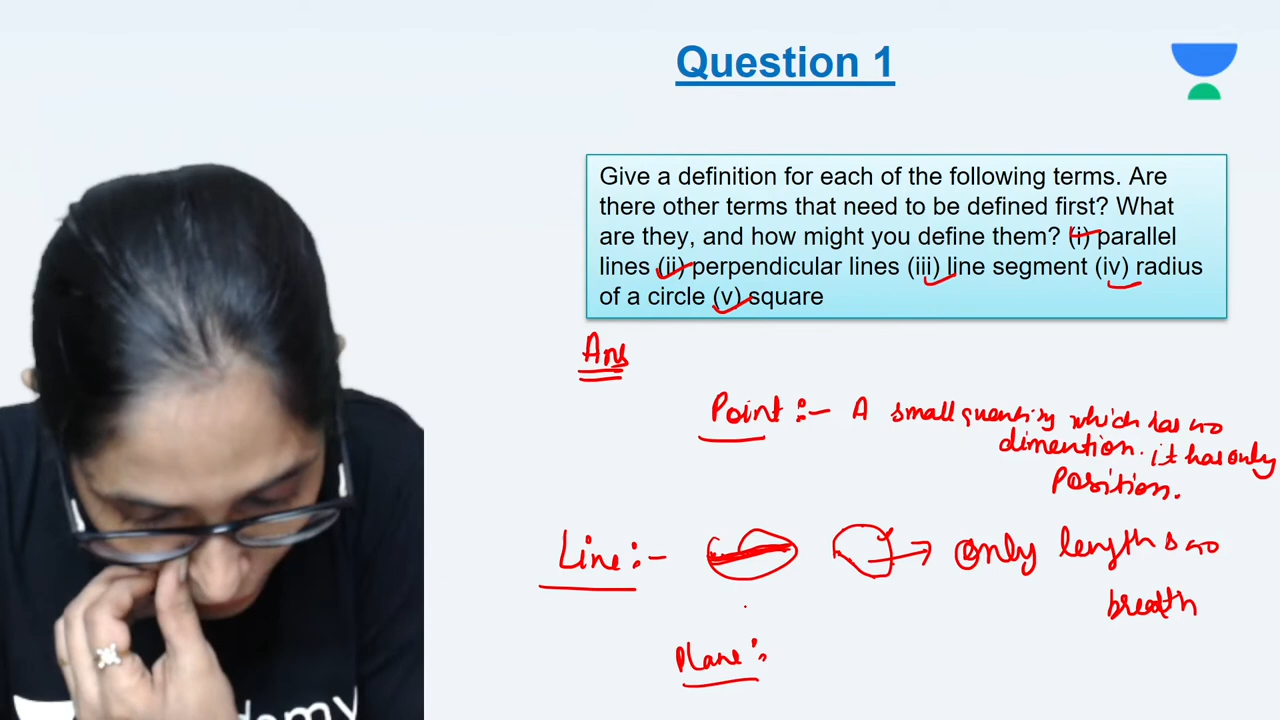 Question 1
Give a definition for each of the following terms. Are
there other terms that need to be defined first? What
are they, and how might you define them? (i) parallel
lines (ii) perpendicular lines (iii) line segment (iv) radius
of a circle (v) square
Ans
Point :- A small quantity which has no
dimention. it has only
Position.
Line :- only length & no
breath
Plane :
demy